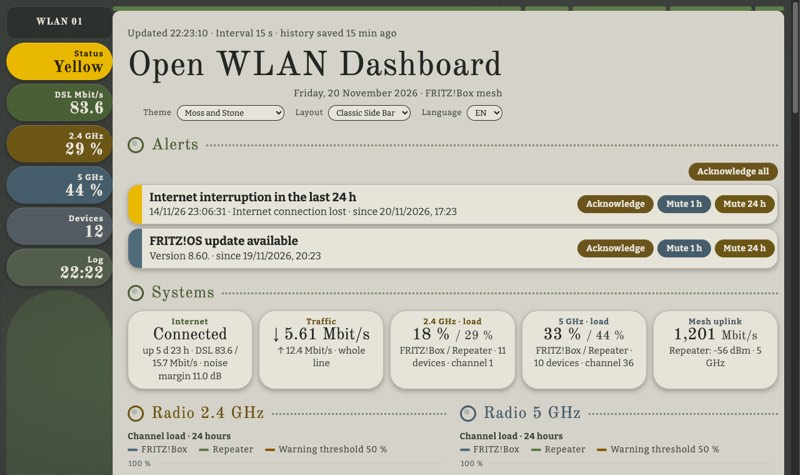 WLAN 01
Status
Yellow
DSL Mbit/s
83.6
2.4 GHz
29 %
5 GHz
44 %
Devices
12
Log
22:22
Updated 22:23:10 · Interval 15 s · history saved 15 min ago
Open WLAN Dashboard
Friday, 20 November 2026 · FRITZ!Box mesh
Theme Moss and Stone Layout Classic Side Bar Language EN
Alerts
Acknowledge all
Internet interruption in the last 24 h
14/11/26 23:06:31 · Internet connection lost · since 20/11/2026, 17:23
Acknowledge Mute 1 h Mute 24 h
FRITZ!OS update available
Version 8.60. · since 19/11/2026, 20:23
Acknowledge Mute 1 h Mute 24 h
Systems
Internet
Connected
up 5 d 23 h · DSL 83.6 /
15.7 Mbit/s · noise
margin 11.0 dB
Traffic
↓ 5.61 Mbit/s
↑ 12.4 Mbit/s · whole
line
2.4 GHz · load
18 % / 29 %
FRITZ!Box / Repeater · 11
devices · channel 1
5 GHz · load
33 % / 44 %
FRITZ!Box / Repeater ·
10 devices · channel 36
Mesh uplink
1,201 Mbit/s
Repeater: -56 dBm · 5
GHz
Radio 2.4 GHz
Channel load · 24 hours
FRITZ!Box Repeater Warning threshold 50 %
100 %
Radio 5 GHz
Channel load · 24 hours
FRITZ!Box Repeater Warning threshold 50 %
100 %